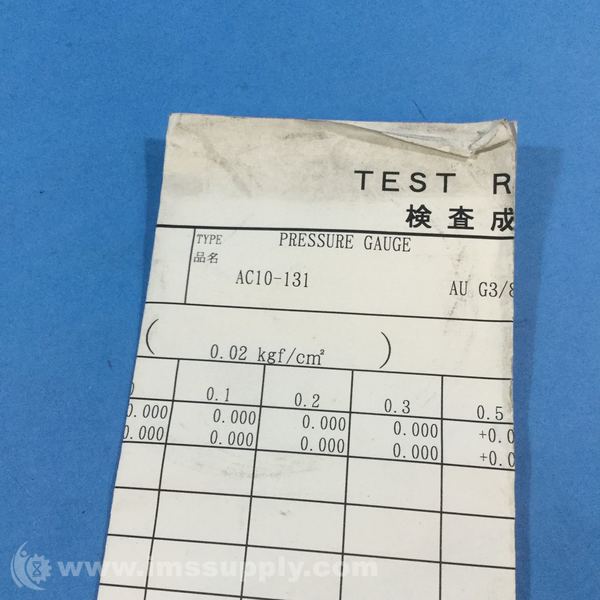 TEST R
検査成
TYPE PRESSURE GAUGE
品名
AC10-131 AU G3/8
( 0.02 kgf/cm² )
0.1 0.2 0.3 0.5
0.000 0.000 0.000 0.000 +0.0
0.000 0.000 0.000 0.000 +0.0
www.imssupply.com